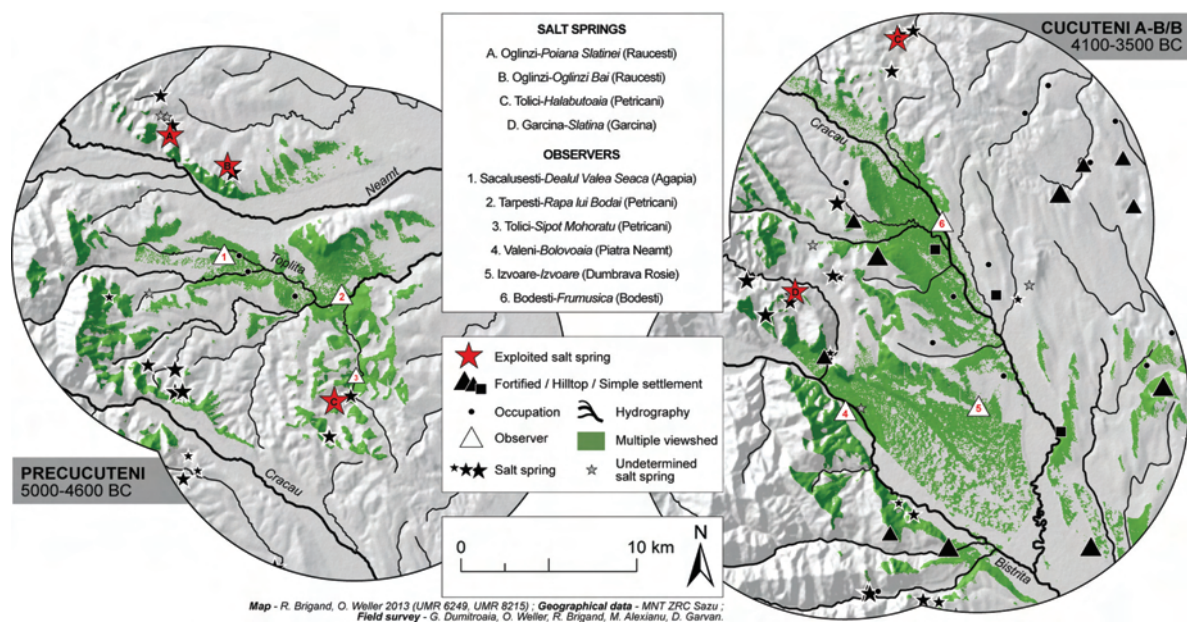 PRECUCUTENI
5000-4600 BC
A
B
Neamt
1
Toplita
2
3
C
Cracau
SALT SPRINGS
A. Oglinzi-Poiana Slatinei (Raucesti)
B. Oglinzi-Oglinzi Bai (Raucesti)
C. Tolici-Halabutoaia (Petricani)
D. Garcina-Slatina (Garcina)
OBSERVERS
1. Sacalusesti-Dealul Valea Seaca (Agapia)
2. Tarpesti-Rapa lui Bodai (Petricani)
3. Tolici-Sipot Mohoratu (Petricani)
4. Valeni-Bolovoaia (Piatra Neamt)
5. Izvoare-Izvoare (Dumbrava Rosie)
6. Bodesti-Frumusica (Bodesti)
Exploited salt spring
Fortified / Hilltop / Simple settlement
Occupation
Hydrography
Observer
Multiple viewshed
Salt spring
Undetermined
salt spring
0
10 km
N
CUCUTENI A-B/B
4100-3500 BC
C
Cracau
6
D
4
5
Bistrita
Map - R. Brigand, O. Weller 2013 (UMR 6249, UMR 8215) ; Geographical data - MNT ZRC Sazu ;
Field survey - G. Dumitroaia, O. Weller, R. Brigand, M. Alexianu, D. Garvan.